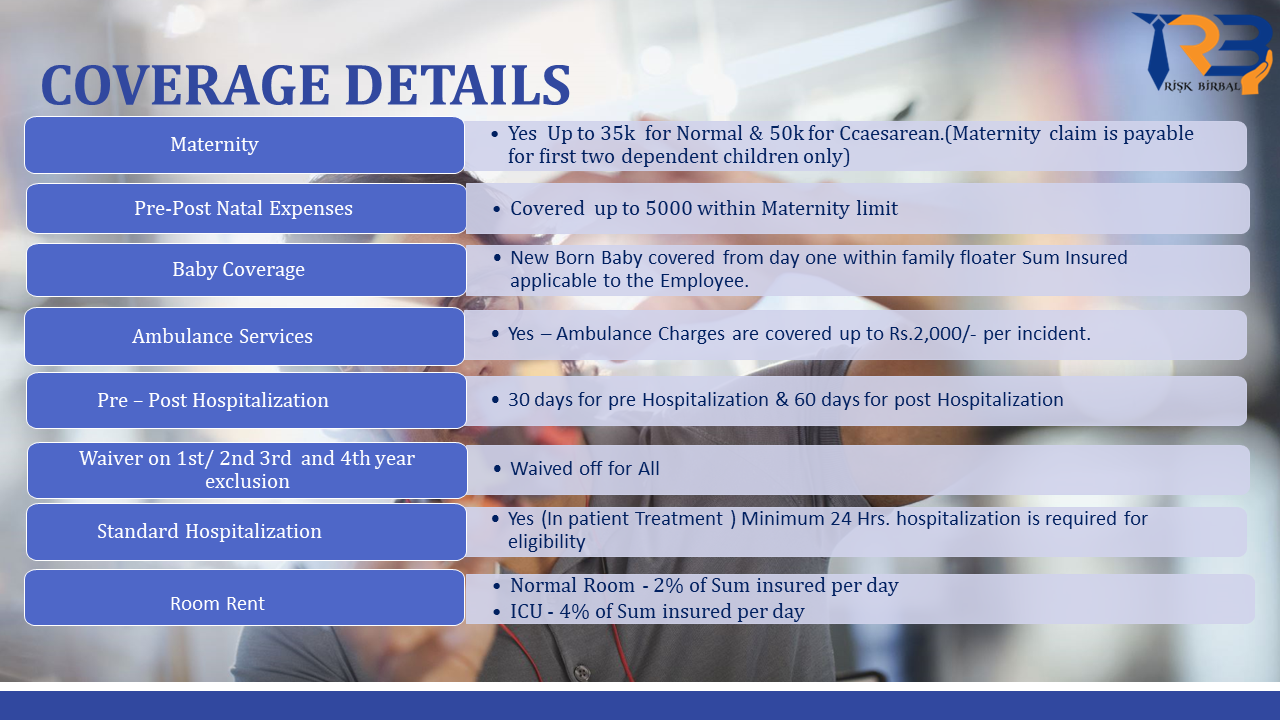 RB
RİŞK BİRBAL
COVERAGE DETAILS
Maternity
• Yes Up to 35k for Normal & 50k for Ccaesarean.(Maternity claim is payable
for first two dependent children only)
Pre-Post Natal Expenses
• Covered up to 5000 within Maternity limit
Baby Coverage
• New Born Baby covered from day one within family floater Sum Insured
applicable to the Employee.
Ambulance Services
• Yes – Ambulance Charges are covered up to Rs.2,000/- per incident.
Pre – Post Hospitalization
• 30 days for pre Hospitalization & 60 days for post Hospitalization
Waiver on 1st/ 2nd 3rd and 4th year
exclusion
• Waived off for All
Standard Hospitalization
• Yes (In patient Treatment ) Minimum 24 Hrs. hospitalization is required for
eligibility
Room Rent
• Normal Room - 2% of Sum insured per day
• ICU - 4% of Sum insured per day